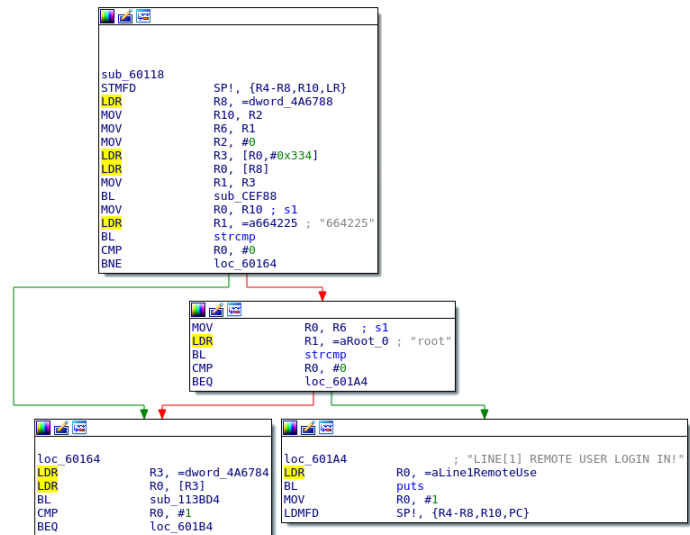 sub_60118
STMFD SP!, {R4-R8,R10,LR}
LDR R8, =dword_4A6788
MOV R10, R2
MOV R6, R1
MOV R2, #0
LDR R3, [R0,#0x334]
LDR R0, [R8]
MOV R1, R3
BL sub_CEF88
MOV R0, R10 ; s1
LDR R1, =a664225 ; "664225"
BL strcmp
CMP R0, #0
BNE loc_60164
MOV R0, R6 ; s1
LDR R1, =aRoot_0 ; "root"
BL strcmp
CMP R0, #0
BEQ loc_601A4
loc_60164
LDR R3, =dword_4A6784
LDR R0, [R3]
BL sub_113BD4
CMP R0, #1
BEQ loc_601B4
loc_601A4 ; "LINE[1] REMOTE USER LOGIN IN!"
LDR R0, =aLine1RemoteUse
BL puts
MOV R0, #1
LDMFD SP!, {R4-R8,R10,PC}